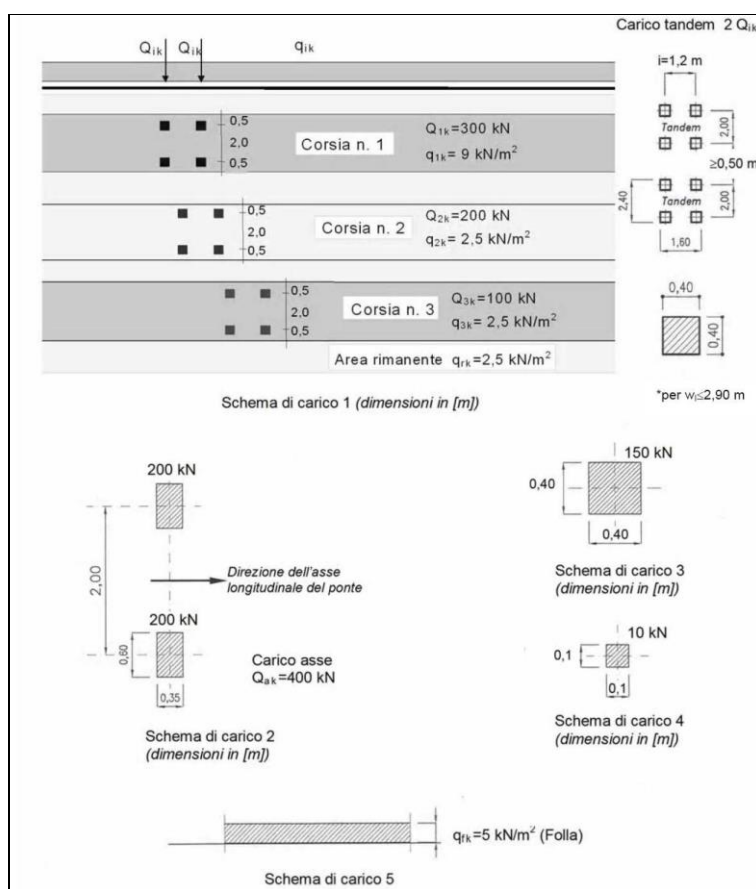 Carico tandem 2 Qik
Qik Qik qik
i=1,2 m
Tandem
2,00
≥0,50 m
Tandem
2,40
2,00
1,60
0,5
2,0
0,5
Corsia n. 1
Q1k=300 kN
q1k= 9 kN/m²
0,5
2,0
0,5
Corsia n. 2
Q2k=200 kN
q2k= 2,5 kN/m²
0,5
2,0
0,5
Corsia n. 3
Q3k=100 kN
q3k= 2,5 kN/m²
0,40
0,40
Area rimanente qrk=2,5 kN/m²
Schema di carico 1 (dimensioni in [m])
*per wl≤2,90 m
200 kN
2,00
Direzione dell'asse
longitudinale del ponte
200 kN
0,60
0,35
Carico asse
Qak=400 kN
Schema di carico 2
(dimensioni in [m])
150 kN
0,40
0,40
Schema di carico 3
(dimensioni in [m])
10 kN
0,1
0,1
Schema di carico 4
(dimensioni in [m])
qfk=5 kN/m² (Folla)
Schema di carico 5